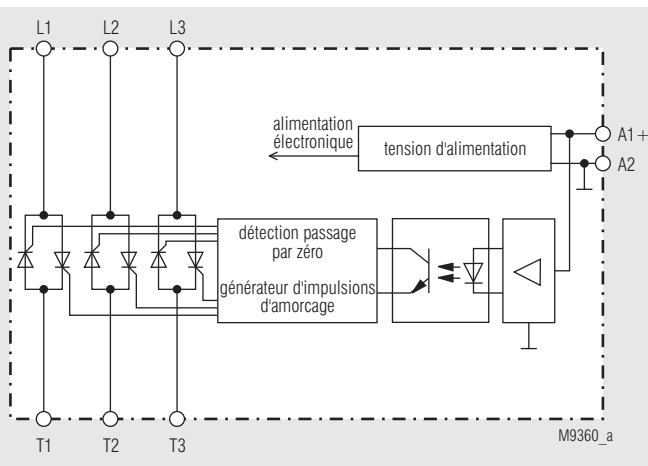 L1 L2 L3
alimentation
électronique
tension d'alimentation
A1+
A2
détection passage
par zéro
générateur d'impulsions
d'amorcage
T1 T2 T3
M9360_a